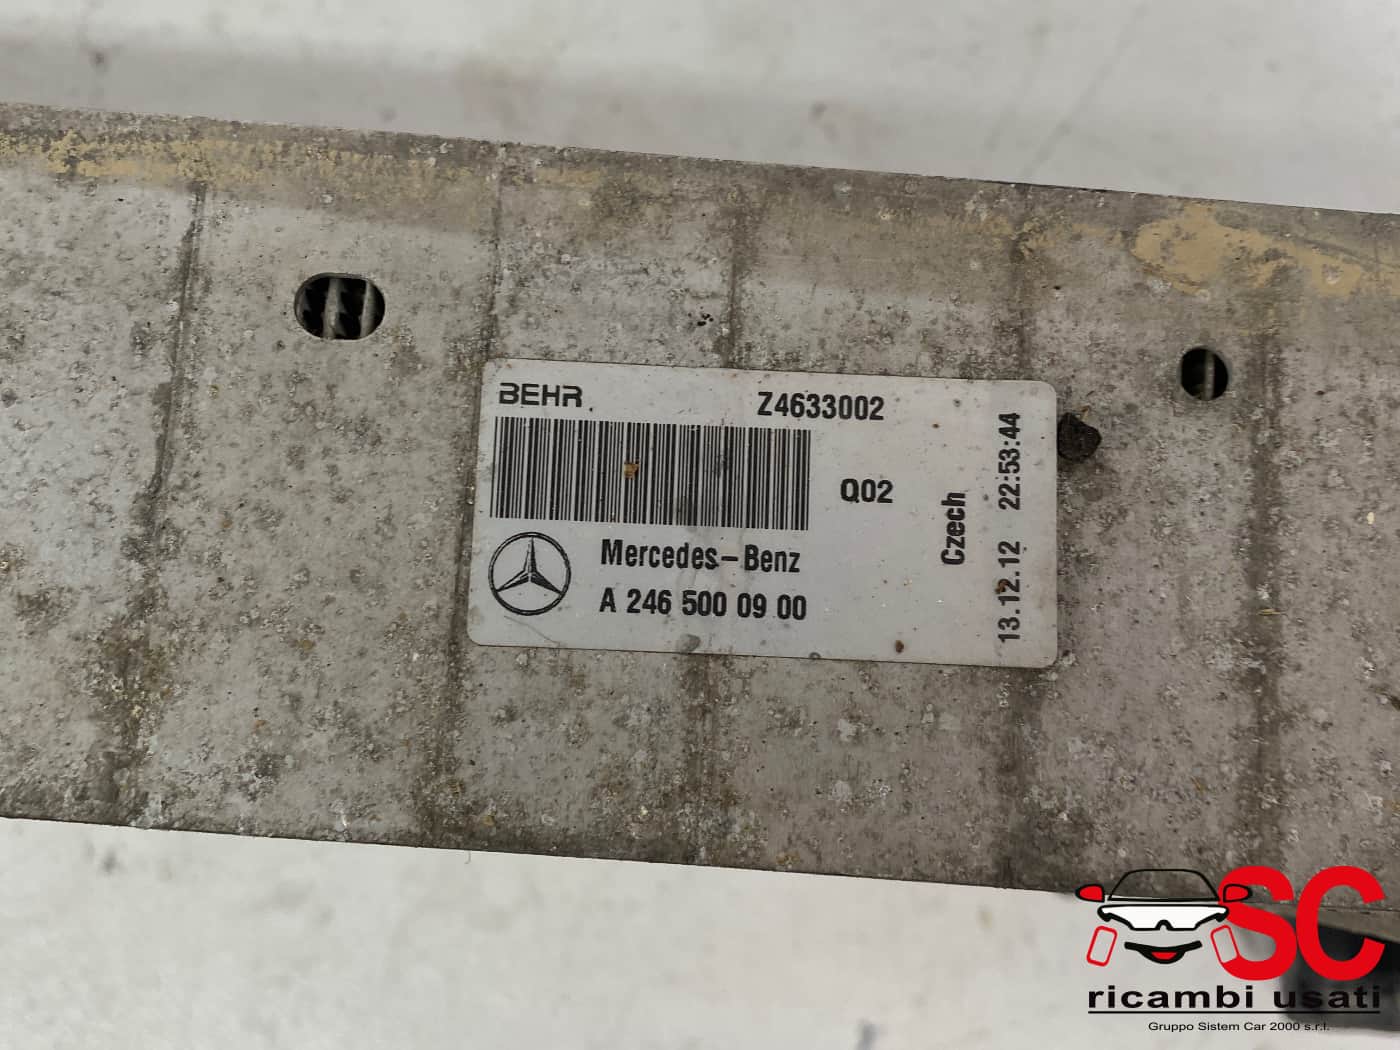 BEHR
Z4633002
Q02
Mercedes-Benz
A 246 500 09 00
Czech
13.12.12 22:53:44
SC
ricambi usati
Gruppo Sistem Car 2000 s.r.l.